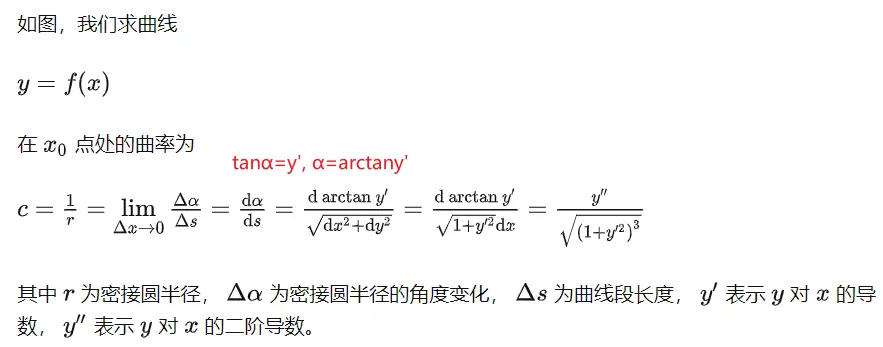 如图，我们求曲线
y = f(x)
在 x₀ 点处的曲率为
tanα=y', α=arctany'
c = \frac{1}{r} = \lim_{\Delta x \to 0} \frac{\Delta\alpha}{\Delta s} = \frac{d\alpha}{ds} = \frac{d \arctan y'}{\sqrt{dx^2+dy^2}} = \frac{d \arctan y'}{\sqrt{1+y'^2}dx} = \frac{y''}{\sqrt{(1+y'^2)^3}}
其中 r 为密接圆半径， Δα 为密接圆半径的角度变化， Δs 为曲线段长度， y′ 表示 y 对 x 的导
数， y″ 表示 y 对 x 的二阶导数。